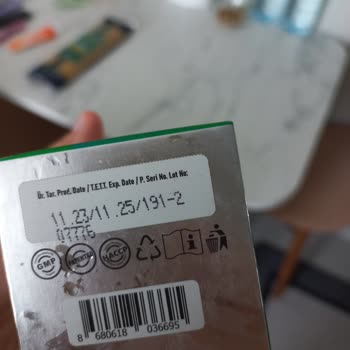 Ür. Tar. Prod. Date / T.E.T.T. Exp. Date / P. Seri No. Lot No:
11.23/11.25/191-2
07776
GMP
HACCP
8 680618 036695